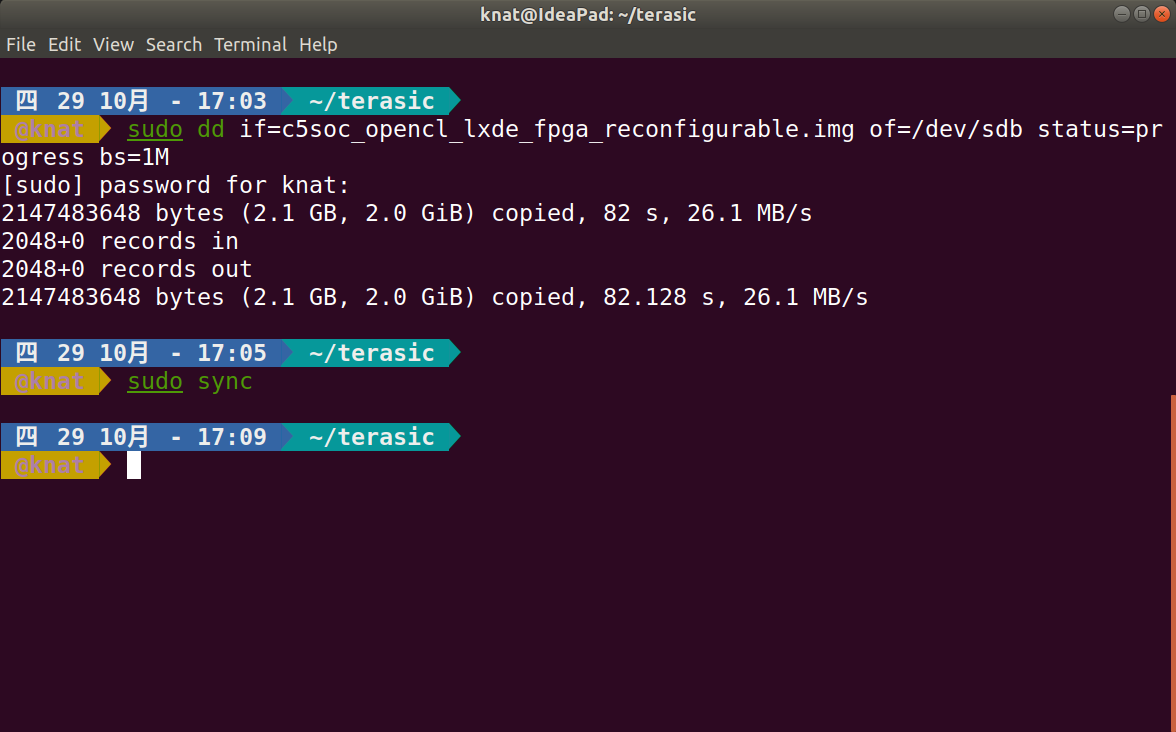 knat@IdeaPad: ~/terasic
File Edit View Search Terminal Help
四 29 10月 - 17:03 ~/terasic
@knat sudo dd if=c5soc_opencl_lxde_fpga_reconfigurable.img of=/dev/sdb status=pr
ogress bs=1M
[sudo] password for knat:
2147483648 bytes (2.1 GB, 2.0 GiB) copied, 82 s, 26.1 MB/s
2048+0 records in
2048+0 records out
2147483648 bytes (2.1 GB, 2.0 GiB) copied, 82.128 s, 26.1 MB/s
四 29 10月 - 17:05 ~/terasic
@knat sudo sync
四 29 10月 - 17:09 ~/terasic
@knat